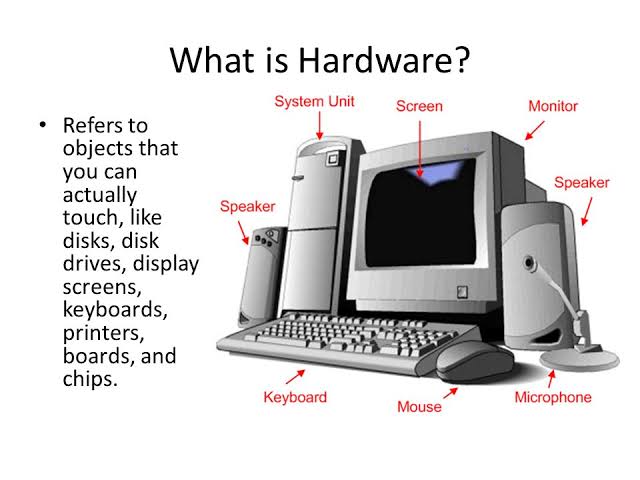 What is Hardware?
• Refers to
objects that
you can
actually
touch, like
disks, disk
drives, display
screens,
keyboards,
printers,
boards, and
chips.
System Unit
Screen
Monitor
Speaker
Speaker
Keyboard
Mouse
Microphone